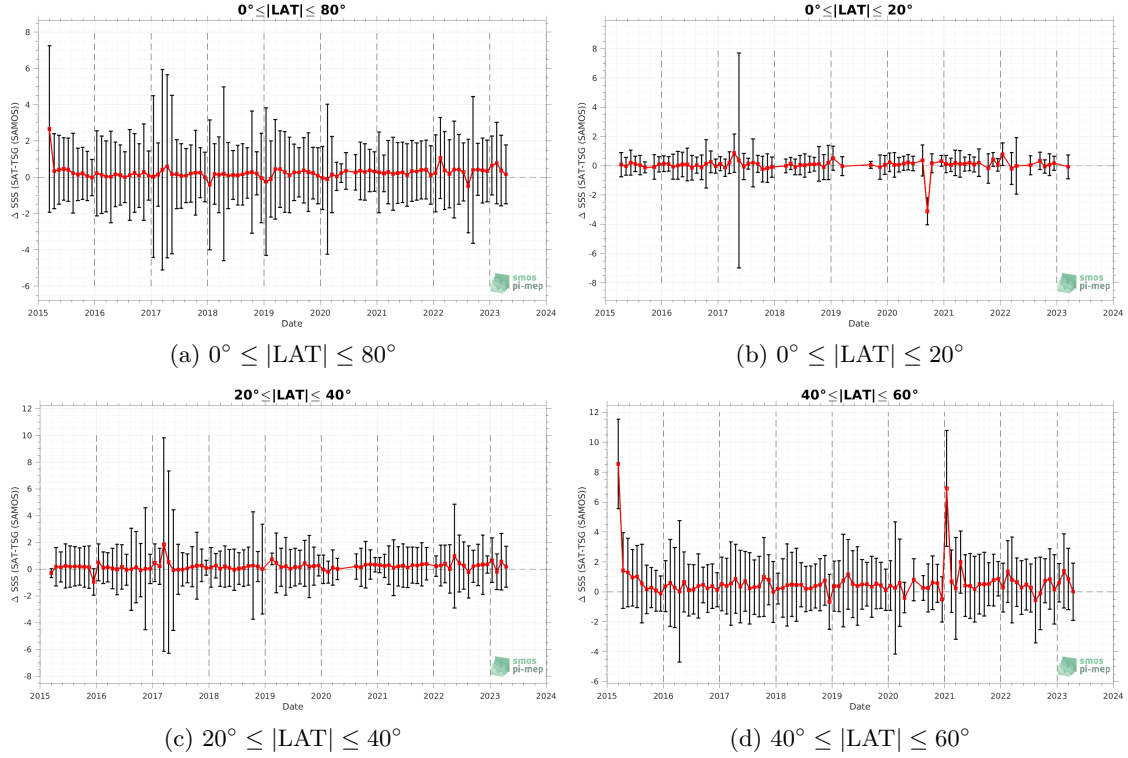 0°≤|LAT|≤ 80°
Δ SSS (SAT-TSG (SAMOS))
8
6
4
2
0
-2
-4
-6
2015 2016 2017 2018 2019 2020 2021 2022 2023 2024
Date
smos
pi-mep
(a) 0° ≤ |LAT| ≤ 80°
0°≤|LAT|≤ 20°
Δ SSS (SAT-TSG (SAMOS))
8
6
4
2
0
-2
-4
-6
-8
2015 2016 2017 2018 2019 2020 2021 2022 2023 2024
Date
smos
pi-mep
(b) 0° ≤ |LAT| ≤ 20°
20°≤|LAT|≤ 40°
Δ SSS (SAT-TSG (SAMOS))
12
10
8
6
4
2
0
-2
-4
-6
-8
2015 2016 2017 2018 2019 2020 2021 2022 2023 2024
Date
smos
pi-mep
(c) 20° ≤ |LAT| ≤ 40°
40°≤|LAT|≤ 60°
Δ SSS (SAT-TSG (SAMOS))
12
10
8
6
4
2
0
-2
-4
-6
2015 2016 2017 2018 2019 2020 2021 2022 2023 2024
Date
smos
pi-mep
(d) 40° ≤ |LAT| ≤ 60°